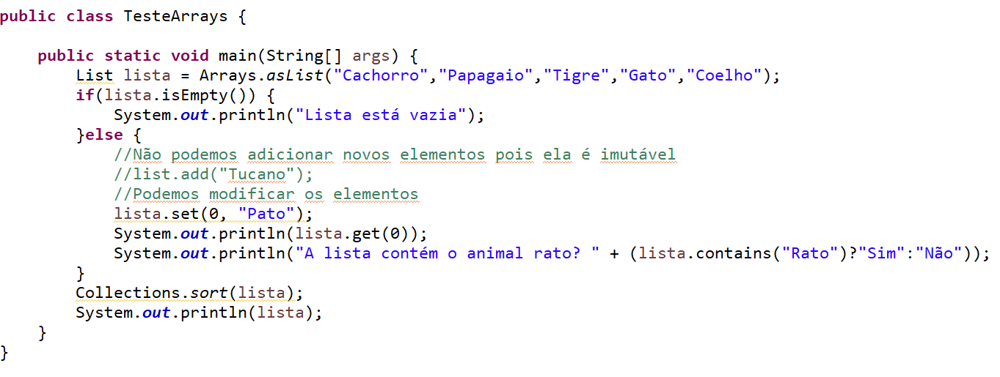 public class TesteArrays {
public static void main(String[] args) {
List lista = Arrays.asList("Cachorro","Papagaio","Tigre","Gato","Coelho");
if(lista.isEmpty()) {
System.out.println("Lista está vazia");
}else {
//Não podemos adicionar novos elementos pois ela é imutável
//list.add("Tucano");
//Podemos modificar os elementos
lista.set(0, "Pato");
System.out.println(lista.get(0));
System.out.println("A lista contém o animal rato? " + (lista.contains("Rato")?"Sim":"Não"));
}
Collections.sort(lista);
System.out.println(lista);
}
}